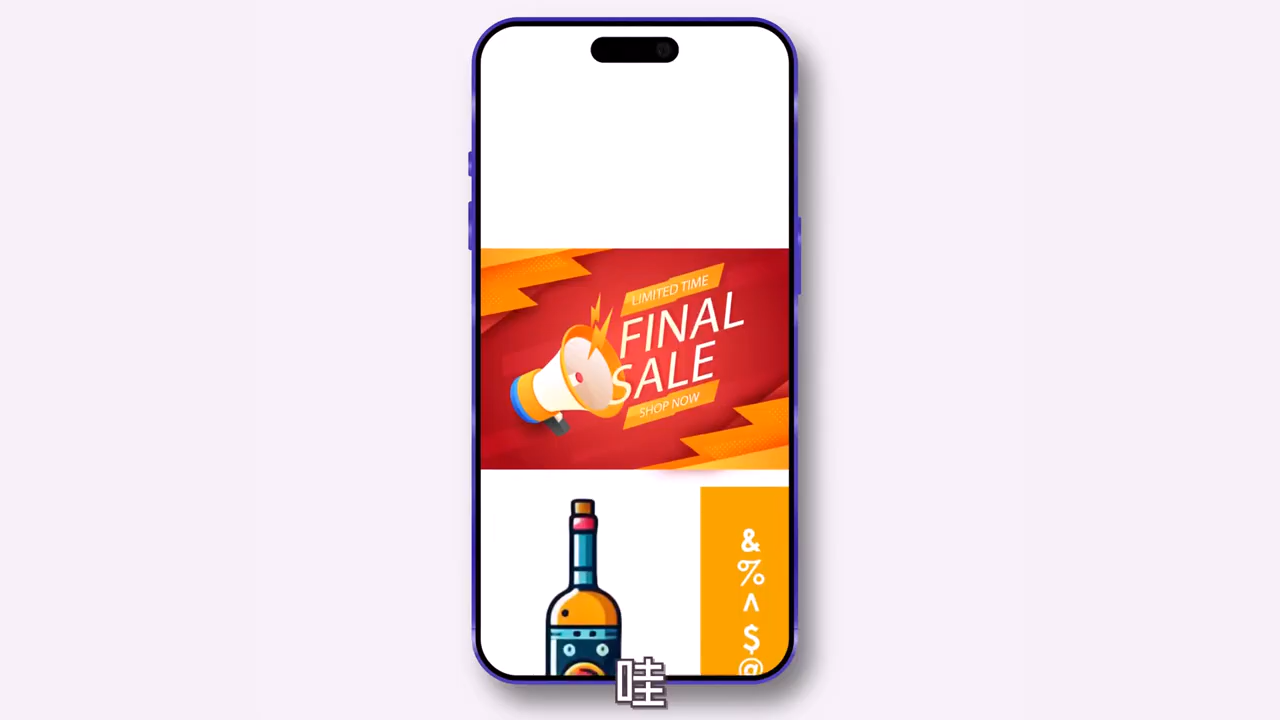 LIMITED TIME
FINAL
SALE
SHOP NOW
&
%
^
$
@
哇